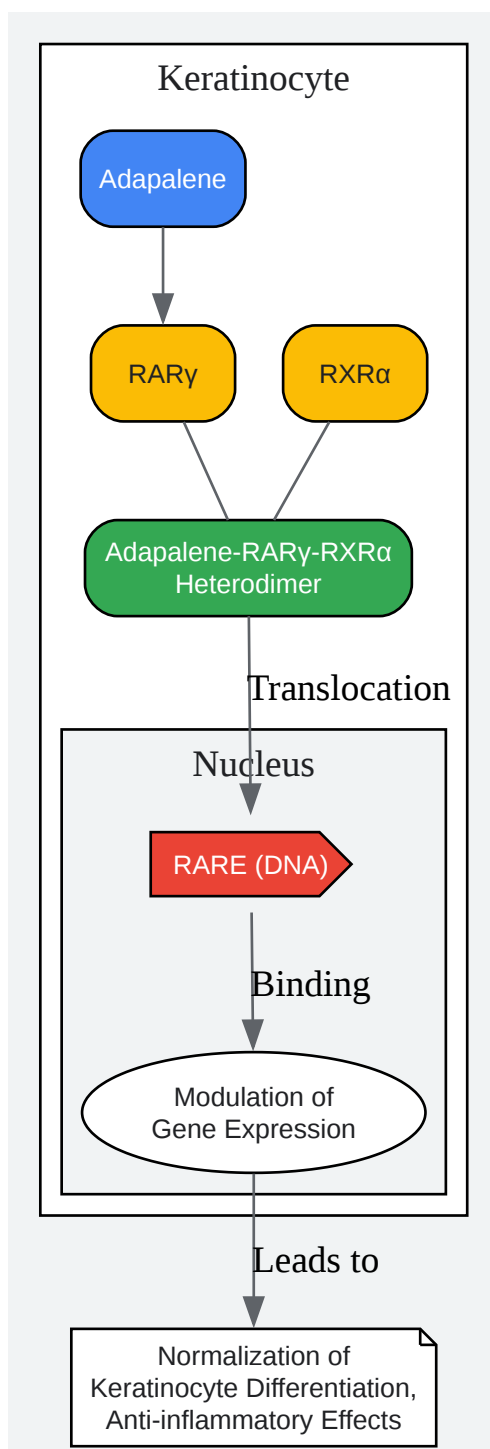 Keratinocyte
Adapalene
RARγ
RXRα
Adapalene-RARγ-RXRα
Heterodimer
Translocation
Nucleus
RARE (DNA)
Binding
Modulation of
Gene Expression
Leads to
Normalization of
Keratinocyte Differentiation,
Anti-inflammatory Effects